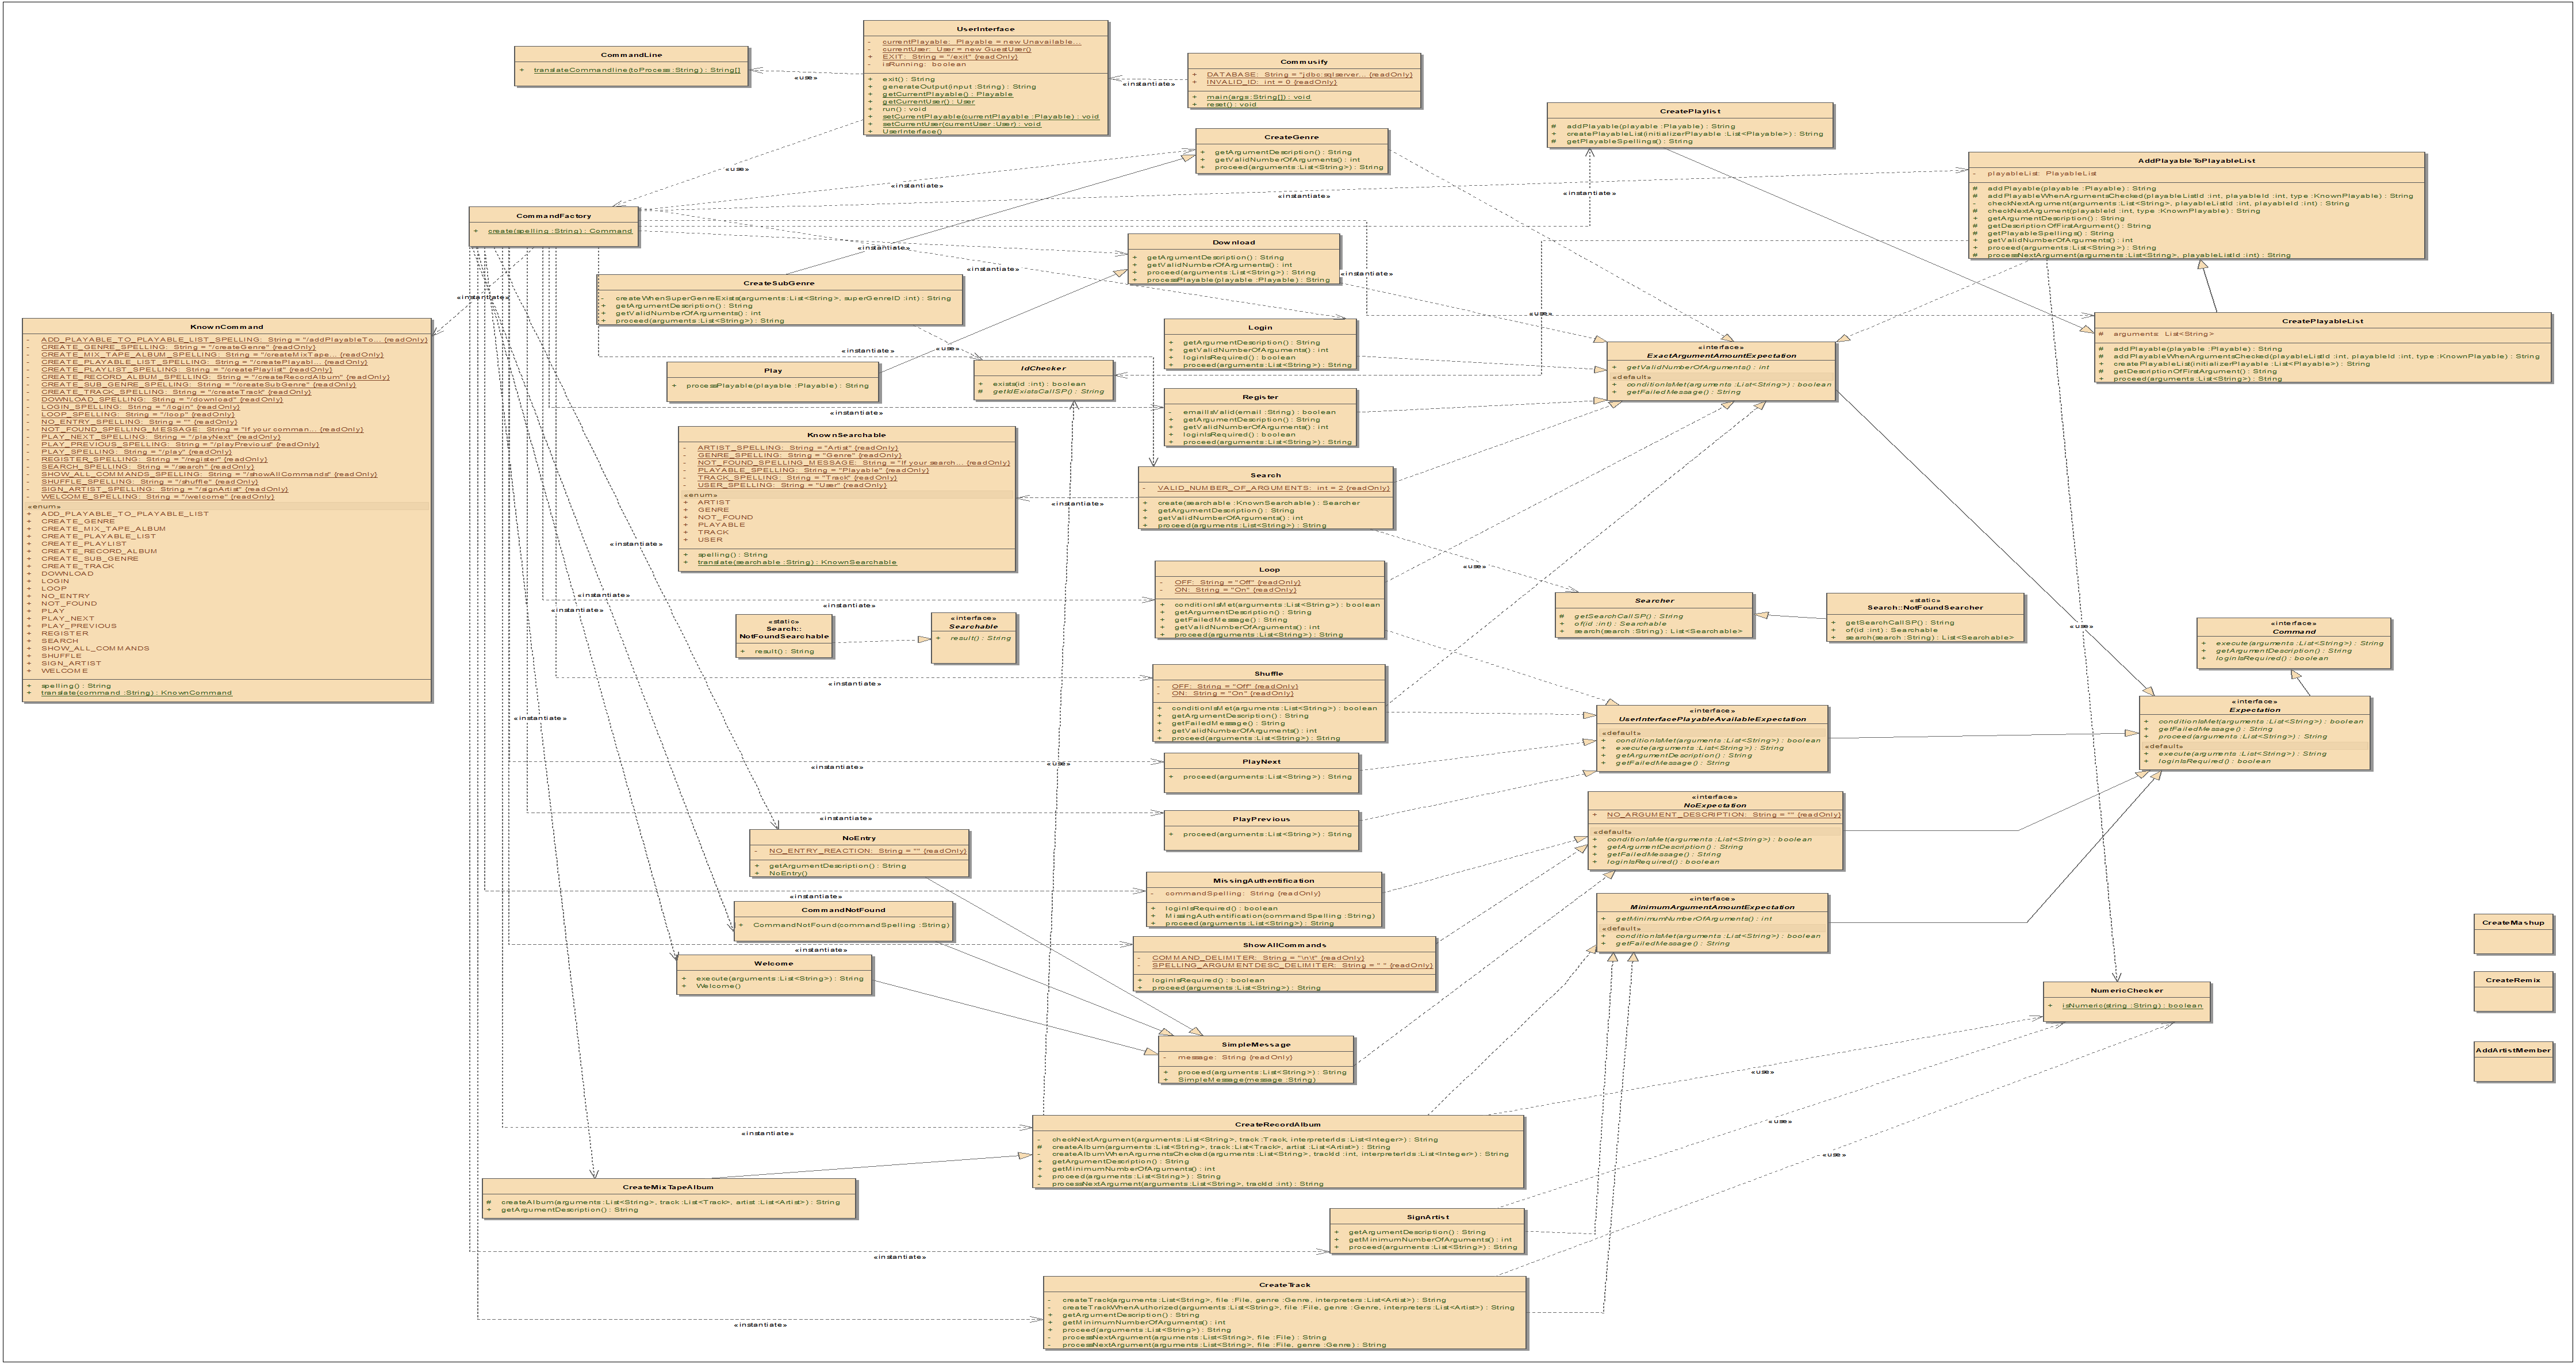 UserInterface
- currentPlayable: Playable = new Unavailable...
- currentUser: User = new GuestUser()
+ EXIT: String = "/exit" {readOnly}
- isRunning: boolean
+ exit() : String
+ generateOutput(input :String) : String
+ getCurrentPlayable() : Playable
+ getCurrentUser() : User
+ run() : void
+ setCurrentPlayable(currentPlayable :Playable) : void
+ setCurrentUser(currentUser :User) : void
+ UserInterface()
CommandLine
+ translateCommandline(toProcess :String) : String[]
«use»
Commusify
+ DATABASE: String = "jdbc:sqlserver... {readOnly}
+ INVALID_ID: int = 0 {readOnly}
+ main(args :String[]) : void
+ reset() : void
«instantiate»
CreatePlaylist
# addPlayable(playable :Playable) : String
+ createPlayableList(initializerPlayable :List<Playable>) : String
# getPlayableSpellings() : String
CreateGenre
+ getArgumentDescription() : String
+ getValidNumberOfArguments() : int
+ proceed(arguments :List<String>) : String
AddPlayableToPlayableList
- playableList: PlayableList
# addPlayable(playable :Playable) : String
# addPlayableWhenArgumentsChecked(playableListId :int, playableId :int, type :KnownPlayable) : String
- checkNextArgument(arguments :List<String>, playableListId :int, playableId :int) : String
# checkNextArgument(playableId :int, type :KnownPlayable) : String
+ getArgumentDescription() : String
# getDescriptionOfFirstArgument() : String
# getPlayableSpellings() : String
+ getValidNumberOfArguments() : int
+ proceed(arguments :List<String>) : String
# processNextArgument(arguments :List<String>, playableListId :int) : String
«use»
«instantiate»
«instantiate»
«instantiate»
CommandFactory
+ create(spelling :String) : Command
«instantiate»
Download
+ getArgumentDescription() : String
+ getValidNumberOfArguments() : int
+ proceed(arguments :List<String>) : String
+ processPlayable(playable :Playable) : String
«instantiate»
«instantiate»
CreateSubGenre
- createWhenSuperGenreExists(arguments :List<String>, superGenreID :int) : String
+ getArgumentDescription() : String
+ getValidNumberOfArguments() : int
+ proceed(arguments :List<String>) : String
«instantiate»
KnownCommand
- ADD_PLAYABLE_TO_PLAYABLE_LIST_SPELLING: String = "/addPlayableTo... {readOnly}
- CREATE_GENRE_SPELLING: String = "/createGenre" {readOnly}
- CREATE_MIX_TAPE_ALBUM_SPELLING: String = "/createMixTape... {readOnly}
- CREATE_PLAYABLE_LIST_SPELLING: String = "/createPlayabl... {readOnly}
- CREATE_PLAYLIST_SPELLING: String = "/createPlaylist" {readOnly}
- CREATE_RECORD_ALBUM_SPELLING: String = "/createRecordAlbum" {readOnly}
- CREATE_SUB_GENRE_SPELLING: String = "/createSubGenre" {readOnly}
- CREATE_TRACK_SPELLING: String = "/createTrack" {readOnly}
- DOWNLOAD_SPELLING: String = "/download" {readOnly}
- LOGIN_SPELLING: String = "/login" {readOnly}
- LOOP_SPELLING: String = "/loop" {readOnly}
- NO_ENTRY_SPELLING: String = "" {readOnly}
- NOT_FOUND_SPELLING_MESSAGE: String = "If your comman... {readOnly}
- PLAY_NEXT_SPELLING: String = "/playNext" {readOnly}
- PLAY_PREVIOUS_SPELLING: String = "/playPrevious" {readOnly}
- PLAY_SPELLING: String = "/play" {readOnly}
- REGISTER_SPELLING: String = "/register" {readOnly}
- SEARCH_SPELLING: String = "/search" {readOnly}
- SHOW_ALL_COMMANDS_SPELLING: String = "/showAllCommands" {readOnly}
- SHUFFLE_SPELLING: String = "/shuffle" {readOnly}
- SIGN_ARTIST_SPELLING: String = "/signArtist" {readOnly}
- WELCOME_SPELLING: String = "/welcome" {readOnly}
«enum»
+ ADD_PLAYABLE_TO_PLAYABLE_LIST
+ CREATE_GENRE
+ CREATE_MIX_TAPE_ALBUM
+ CREATE_PLAYABLE_LIST
+ CREATE_PLAYLIST
+ CREATE_RECORD_ALBUM
+ CREATE_SUB_GENRE
+ CREATE_TRACK
+ DOWNLOAD
+ LOGIN
+ LOOP
+ NO_ENTRY
+ NOT_FOUND
+ PLAY
+ PLAY_NEXT
+ PLAY_PREVIOUS
+ REGISTER
+ SEARCH
+ SHOW_ALL_COMMANDS
+ SHUFFLE
+ SIGN_ARTIST
+ WELCOME
+ spelling() : String
+ translate(command :String) : KnownCommand
Login
+ getArgumentDescription() : String
+ getValidNumberOfArguments() : int
+ loginIsRequired() : boolean
+ proceed(arguments :List<String>) : String
«use»
CreatePlayableList
# arguments: List<String>
# addPlayable(playable :Playable) : String
# addPlayableWhenArgumentsChecked(playableListId :int, playableId :int, type :KnownPlayable) : String
+ createPlayableList(initializerPlayable :List<Playable>) : String
# getDescriptionOfFirstArgument() : String
+ proceed(arguments :List<String>) : String
«use»
«instantiate»
«interface»
ExactArgumentAmountExpectation
+ getValidNumberOfArguments() : int
«default»
+ conditionIsMet(arguments :List<String>) : boolean
+ getFailedMessage() : String
Play
+ processPlayable(playable :Playable) : String
IdChecker
+ exists(id :int) : boolean
# getIdExistsCallSP() : String
Register
- emailIsValid(email :String) : boolean
+ getArgumentDescription() : String
+ getValidNumberOfArguments() : int
+ loginIsRequired() : boolean
+ proceed(arguments :List<String>) : String
KnownSearchable
- ARTIST_SPELLING: String = "Artist" {readOnly}
- GENRE_SPELLING: String = "Genre" {readOnly}
- NOT_FOUND_SPELLING_MESSAGE: String = "If your search... {readOnly}
- PLAYABLE_SPELLING: String = "Playable" {readOnly}
- TRACK_SPELLING: String = "Track" {readOnly}
- USER_SPELLING: String = "User" {readOnly}
«enum»
+ ARTIST
+ GENRE
+ NOT_FOUND
+ PLAYABLE
+ TRACK
+ USER
+ spelling() : String
+ translate(searchable :String) : KnownSearchable
Search
- VALID_NUMBER_OF_ARGUMENTS: int = 2 {readOnly}
+ create(searchable :KnownSearchable) : Searcher
+ getArgumentDescription() : String
+ getValidNumberOfArguments() : int
+ proceed(arguments :List<String>) : String
«instantiate»
«instantiate»
«use»
Loop
- OFF: String = "Off" {readOnly}
- ON: String = "On" {readOnly}
+ conditionIsMet(arguments :List<String>) : boolean
+ getArgumentDescription() : String
+ getFailedMessage() : String
+ getValidNumberOfArguments() : int
+ proceed(arguments :List<String>) : String
«instantiate»
«instantiate»
«instantiate»
Searcher
# getSearchCallSP() : String
+ of(id :int) : Searchable
+ search(search :String) : List<Searchable>
«static»
Search::NotFoundSearcher
+ getSearchCallSP() : String
+ of(id :int) : Searchable
+ search(search :String) : List<Searchable>
«static»
Search::
NotFoundSearchable
+ result() : String
«interface»
Searchable
+ result() : String
«use»
«interface»
Command
+ execute(arguments :List<String>) : String
+ getArgumentDescription() : String
+ loginIsRequired() : boolean
Shuffle
- OFF: String = "Off" {readOnly}
- ON: String = "On" {readOnly}
+ conditionIsMet(arguments :List<String>) : boolean
+ getArgumentDescription() : String
+ getFailedMessage() : String
+ getValidNumberOfArguments() : int
+ proceed(arguments :List<String>) : String
«instantiate»
«instantiate»
«interface»
UserInterfacePlayableAvailableExpectation
«default»
+ conditionIsMet(arguments :List<String>) : boolean
+ execute(arguments :List<String>) : String
+ getArgumentDescription() : String
+ getFailedMessage() : String
«interface»
Expectation
+ conditionIsMet(arguments :List<String>) : boolean
+ getFailedMessage() : String
+ proceed(arguments :List<String>) : String
«default»
+ execute(arguments :List<String>) : String
+ loginIsRequired() : boolean
PlayNext
+ proceed(arguments :List<String>) : String
«use»
«instantiate»
«interface»
NoExpectation
+ NO_ARGUMENT_DESCRIPTION: String = "" {readOnly}
«default»
+ conditionIsMet(arguments :List<String>) : boolean
+ getArgumentDescription() : String
+ getFailedMessage() : String
+ loginIsRequired() : boolean
PlayPrevious
+ proceed(arguments :List<String>) : String
«instantiate»
NoEntry
- NO_ENTRY_REACTION: String = "" {readOnly}
+ getArgumentDescription() : String
+ NoEntry()
MissingAuthentification
- commandSpelling: String {readOnly}
+ loginIsRequired() : boolean
+ MissingAuthentification(commandSpelling :String)
+ proceed(arguments :List<String>) : String
«instantiate»
«interface»
MinimumArgumentAmountExpectation
+ getMinimumNumberOfArguments() : int
«default»
+ conditionIsMet(arguments :List<String>) : boolean
+ getFailedMessage() : String
CommandNotFound
+ CommandNotFound(commandSpelling :String)
CreateMashup
ShowAllCommands
- COMMAND_DELIMITER: String = "\n\t" {readOnly}
- SPELLING_ARGUMENTDESC_DELIMITER: String = " " {readOnly}
+ loginIsRequired() : boolean
+ proceed(arguments :List<String>) : String
«instantiate»
Welcome
+ execute(arguments :List<String>) : String
+ Welcome()
CreateRemix
NumericChecker
+ isNumeric(string :String) : boolean
SimpleMessage
- message: String {readOnly}
+ proceed(arguments :List<String>) : String
+ SimpleMessage(message :String)
AddArtistMember
«use»
CreateRecordAlbum
- checkNextArgument(arguments :List<String>, track :Track, interpreterIds :List<Integer>) : String
# createAlbum(arguments :List<String>, track :List<Track>, artist :List<Artist>) : String
- createAlbumWhenArgumentsChecked(arguments :List<String>, trackId :int, interpreterIds :List<Integer>) : String
+ getArgumentDescription() : String
+ getMinimumNumberOfArguments() : int
+ proceed(arguments :List<String>) : String
- processNextArgument(arguments :List<String>, trackId :int) : String
«use»
«instantiate»
«use»
CreateMixTapeAlbum
# createAlbum(arguments :List<String>, track :List<Track>, artist :List<Artist>) : String
+ getArgumentDescription() : String
SignArtist
+ getArgumentDescription() : String
+ getMinimumNumberOfArguments() : int
+ proceed(arguments :List<String>) : String
«instantiate»
CreateTrack
- createTrack(arguments :List<String>, file :File, genre :Genre, interpreters :List<Artist>) : String
- createTrackWhenAuthorized(arguments :List<String>, file :File, genre :Genre, interpreters :List<Artist>) : String
+ getArgumentDescription() : String
+ getMinimumNumberOfArguments() : int
+ proceed(arguments :List<String>) : String
- processNextArgument(arguments :List<String>, file :File) : String
- processNextArgument(arguments :List<String>, file :File, genre :Genre) : String
«instantiate»